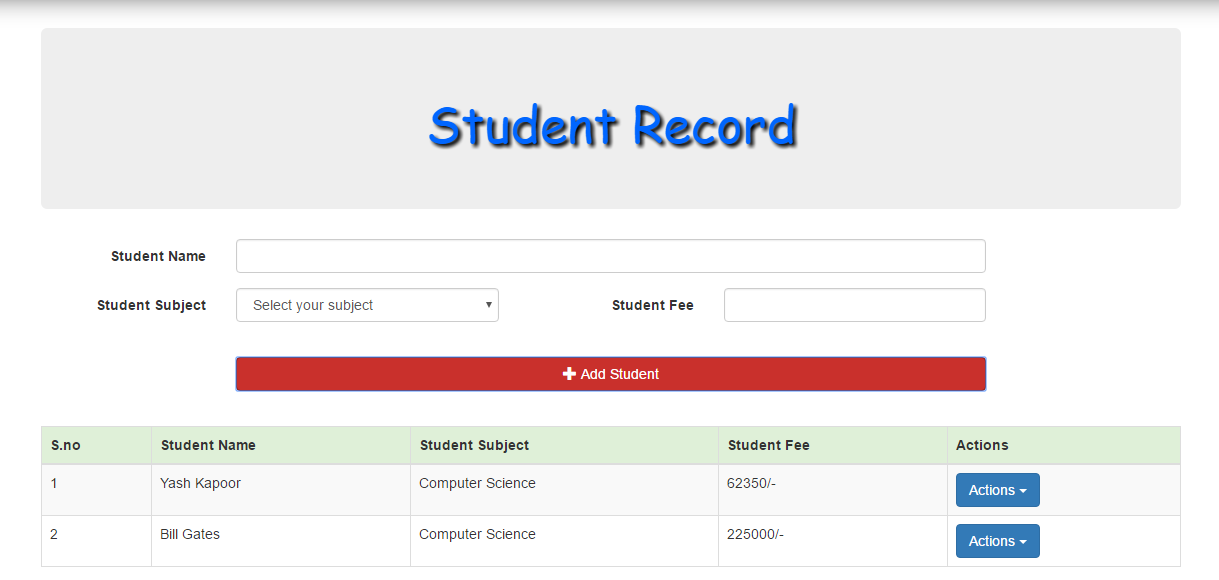 Student Record
Student Name
Student Subject Select your subject Student Fee
Add Student
S.no Student Name Student Subject Student Fee Actions
1 Yash Kapoor Computer Science 62350/- Actions
2 Bill Gates Computer Science 225000/- Actions